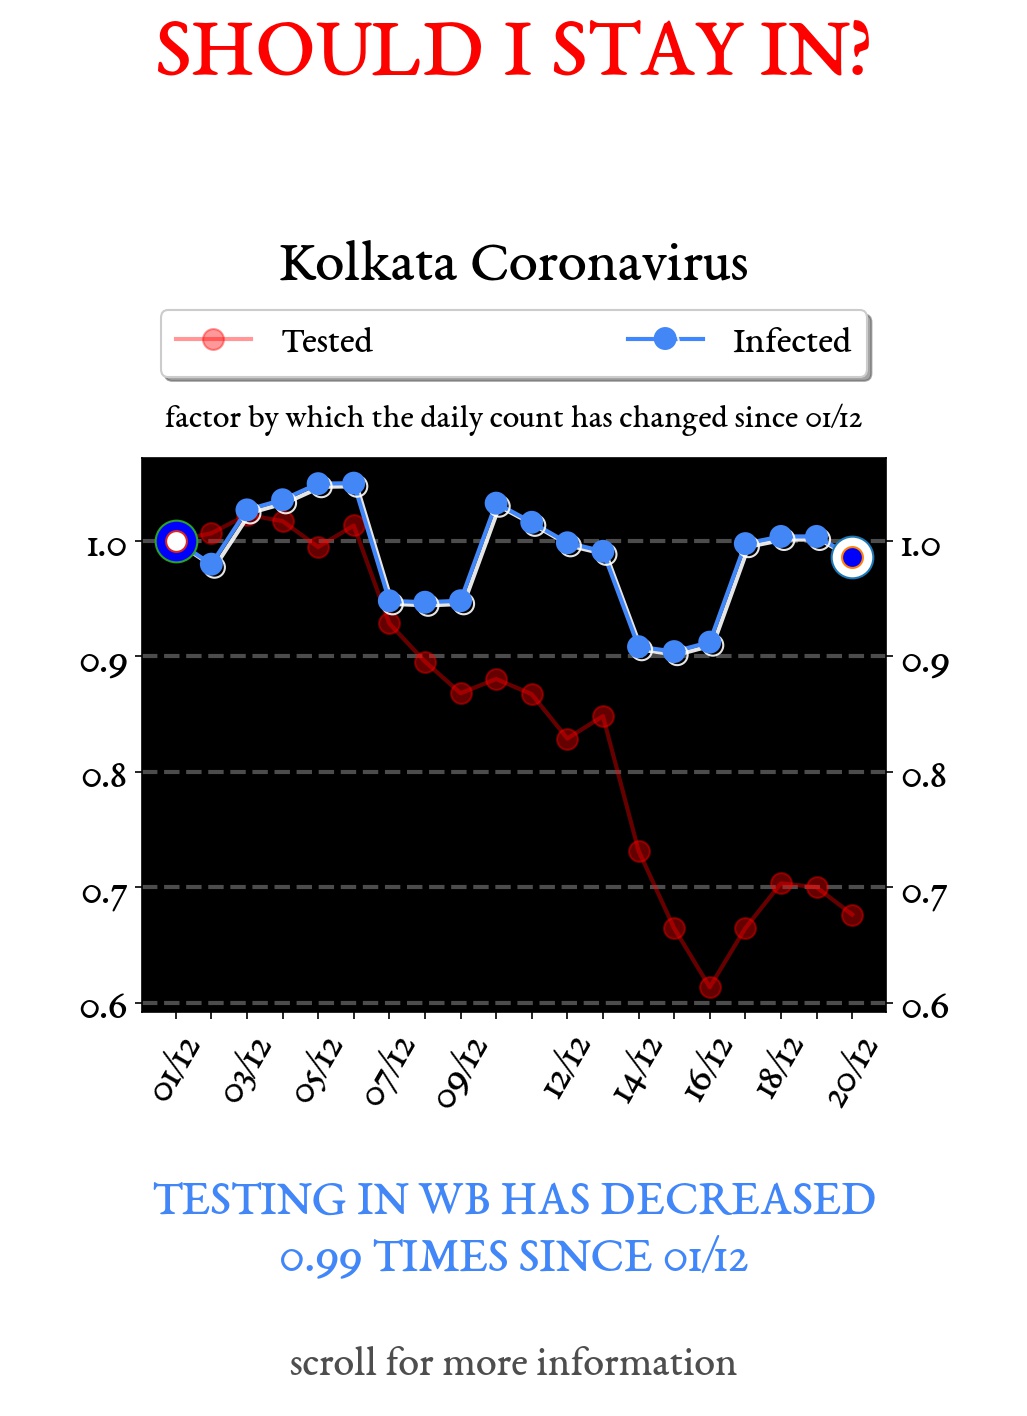 SHOULD I STAY IN?
Kolkata Coronavirus
Tested Infected
factor by which the daily count has changed since 01/12
1.0 1.0
0.9 0.9
0.8 0.8
0.7 0.7
0.6 0.6
01/12 03/12 05/12 07/12 09/12 12/12 14/12 16/12 18/12 20/12
TESTING IN WB HAS DECREASED
0.99 TIMES SINCE 01/12
scroll for more information